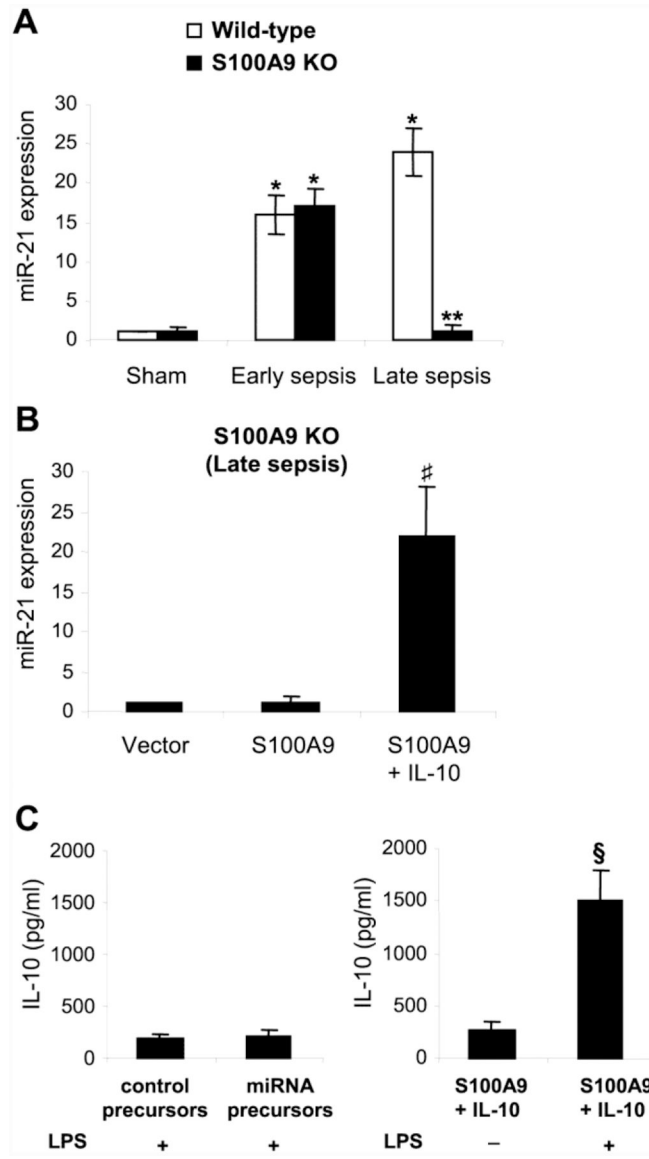 A
Wild-type
S100A9 KO
miR-21 expression
30
25
20
15
10
5
0
*
*
*
**
Sham Early sepsis Late sepsis
B
S100A9 KO
(Late sepsis)
miR-21 expression
30
25
20
15
10
5
0
♯
Vector S100A9 S100A9
+ IL-10
C
IL-10 (pg/ml)
2000
1500
1000
500
0
control miRNA
precursors precursors
LPS + +
IL-10 (pg/ml)
2000
1500
1000
500
0
§
S100A9 S100A9
+ IL-10 + IL-10
LPS – +